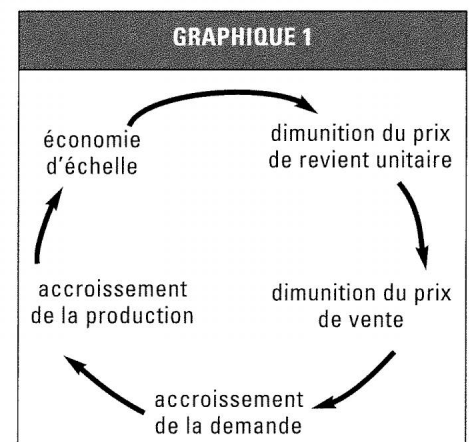 GRAPHIQUE 1
économie
d'échelle
dimunition du prix
de revient unitaire
dimunition du prix
de vente
accroissement
de la demande
accroissement
de la production